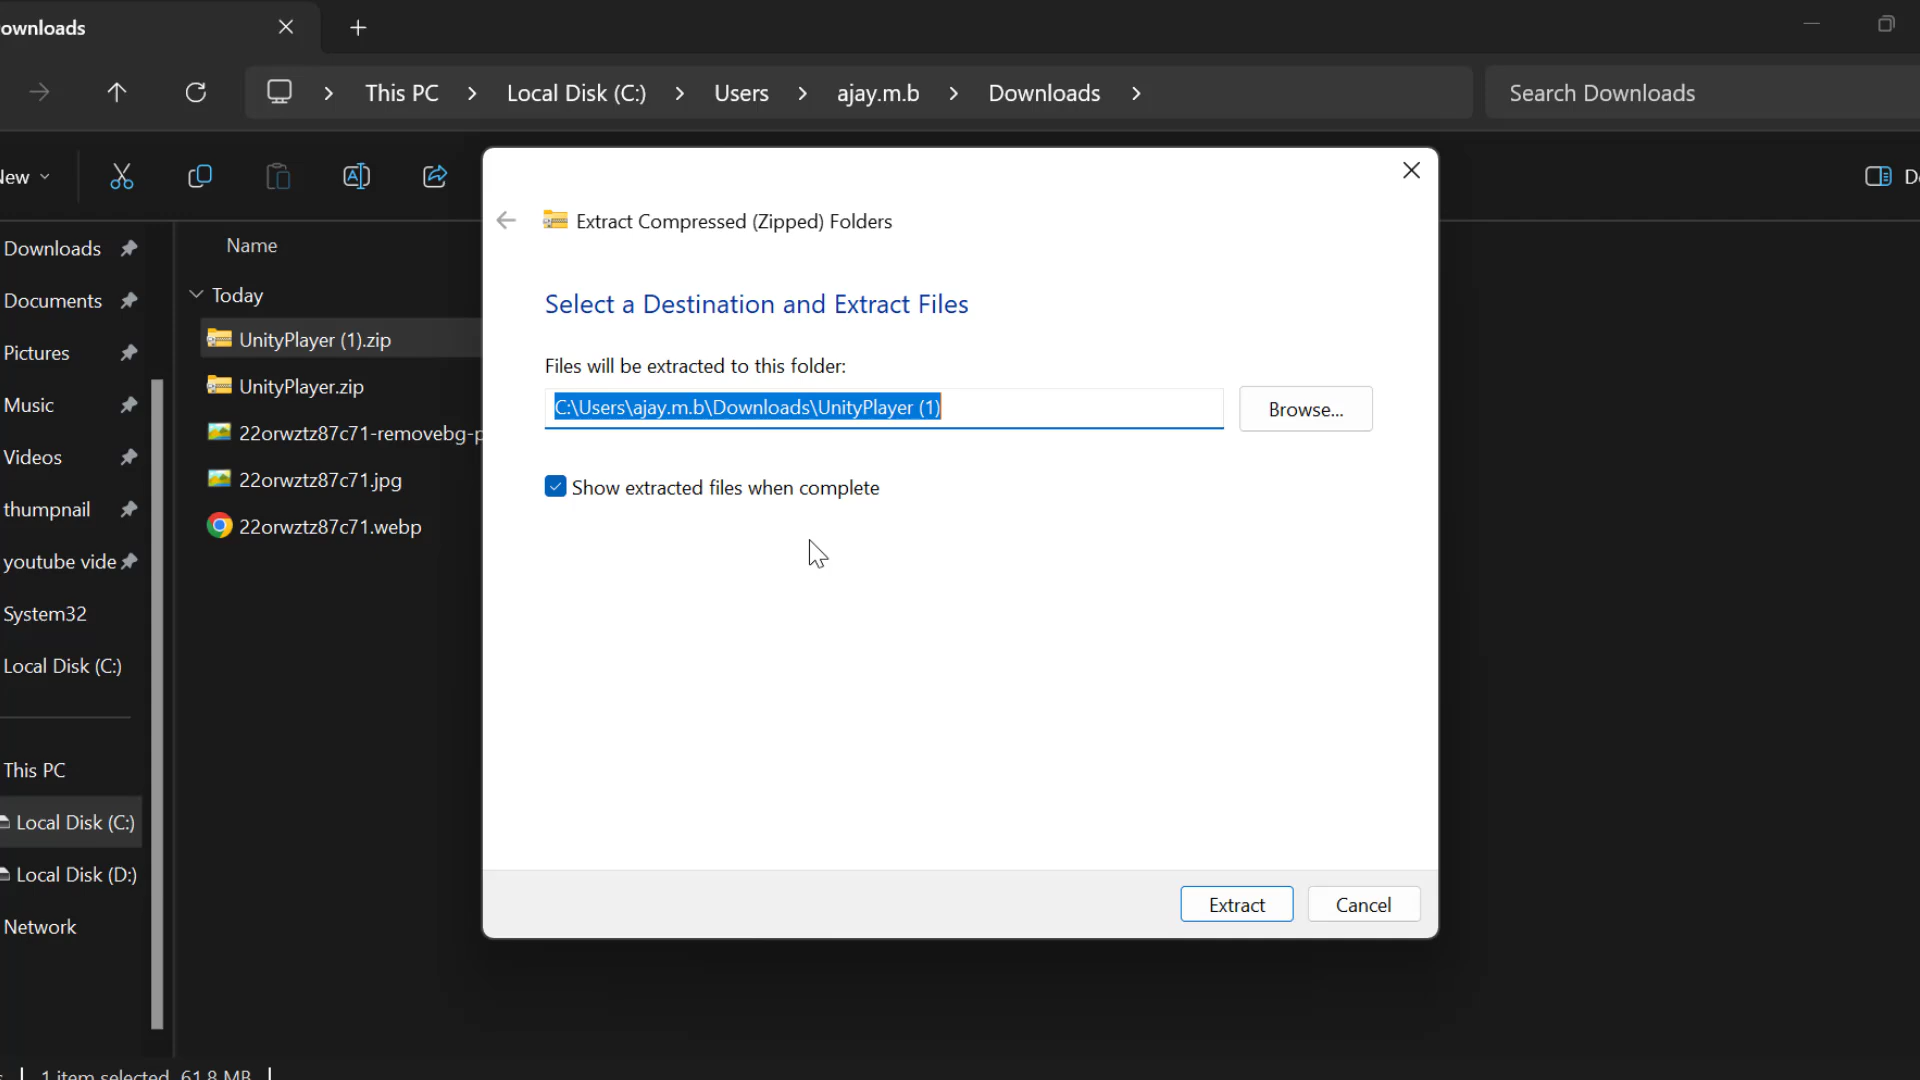 ownloads
This PC
Local Disk (C:)
Users
ajay.m.b
Downloads
Search Downloads
New
Extract Compressed (Zipped) Folders
Downloads
Name
Documents
Today
Select a Destination and Extract Files
UnityPlayer (1).zip
Pictures
Files will be extracted to this folder:
UnityPlayer.zip
Music
C:\Users\ajay.m.b\Downloads\UnityPlayer (1)
Browse...
22orwztz87c71-removebg-p
Videos
22orwztz87c71.jpg
Show extracted files when complete
thumpnail
22orwztz87c71.webp
youtube vide
System32
Local Disk (C:)
This PC
Local Disk (C:)
Local Disk (D:)
Extract
Cancel
Network
1 item selected 61.8 MB